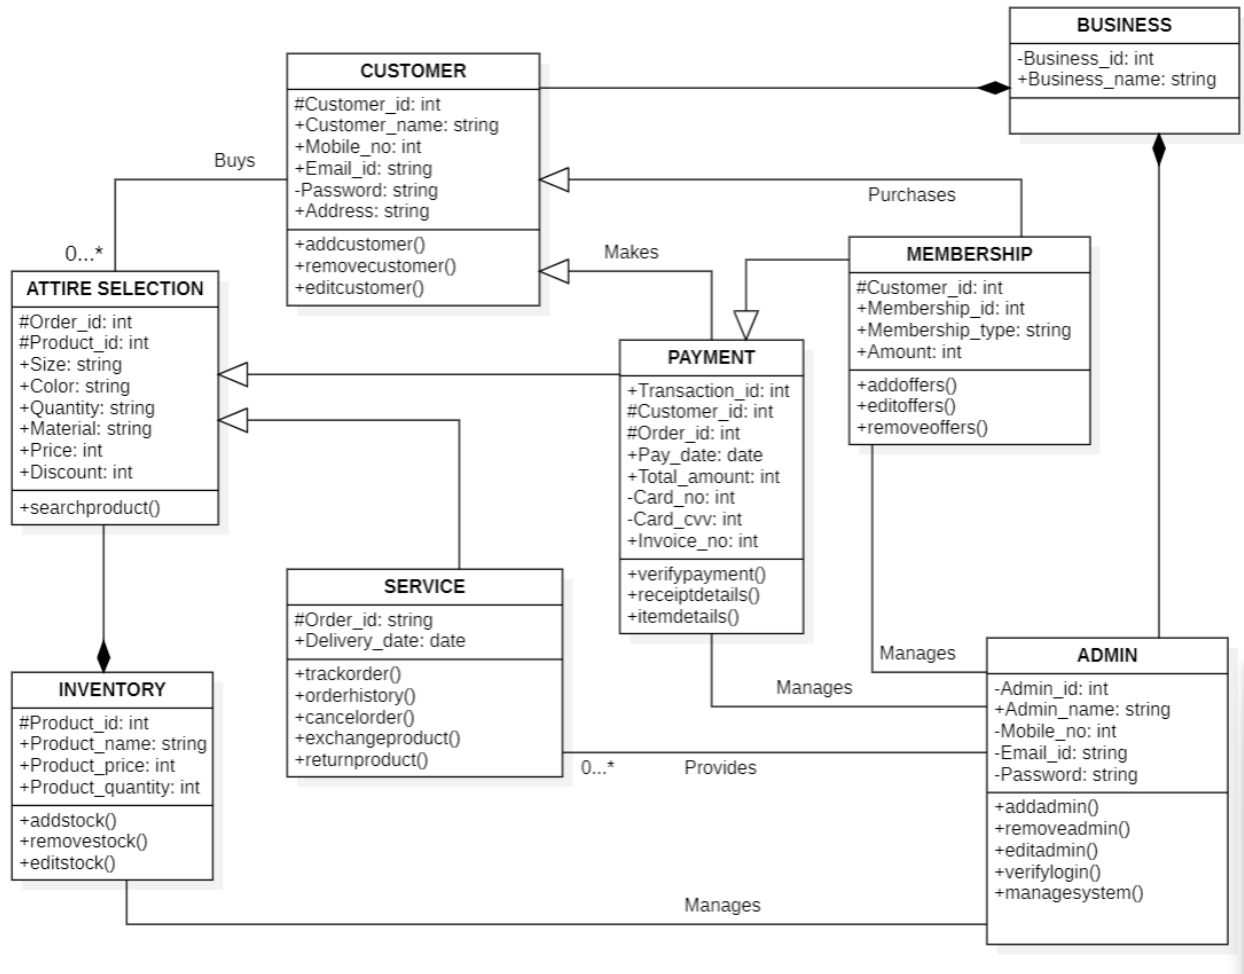 BUSINESS
-Business_id: int
+Business_name: string
CUSTOMER
#Customer_id: int
+Customer_name: string
+Mobile_no: int
+Email_id: string
-Password: string
+Address: string
+addcustomer()
+removecustomer()
+editcustomer()
Buys
0...*
Purchases
Makes
ATTIRE SELECTION
#Order_id: int
#Product_id: int
+Size: string
+Color: string
+Quantity: string
+Material: string
+Price: int
+Discount: int
+searchproduct()
MEMBERSHIP
#Customer_id: int
+Membership_id: int
+Membership_type: string
+Amount: int
+addoffers()
+editoffers()
+removeoffers()
PAYMENT
+Transaction_id: int
#Customer_id: int
#Order_id: int
+Pay_date: date
+Total_amount: int
-Card_no: int
-Card_cvv: int
+Invoice_no: int
+verifypayment()
+receiptdetails()
+itemdetails()
SERVICE
#Order_id: string
+Delivery_date: date
+trackorder()
+orderhistory()
+cancelorder()
+exchangeproduct()
+returnproduct()
Manages
Manages
0...*
Provides
INVENTORY
#Product_id: int
+Product_name: string
+Product_price: int
+Product_quantity: int
+addstock()
+removestock()
+editstock()
ADMIN
-Admin_id: int
+Admin_name: string
-Mobile_no: int
-Email_id: string
-Password: string
+addadmin()
+removeadmin()
+editadmin()
+verifylogin()
+managesystem()
Manages